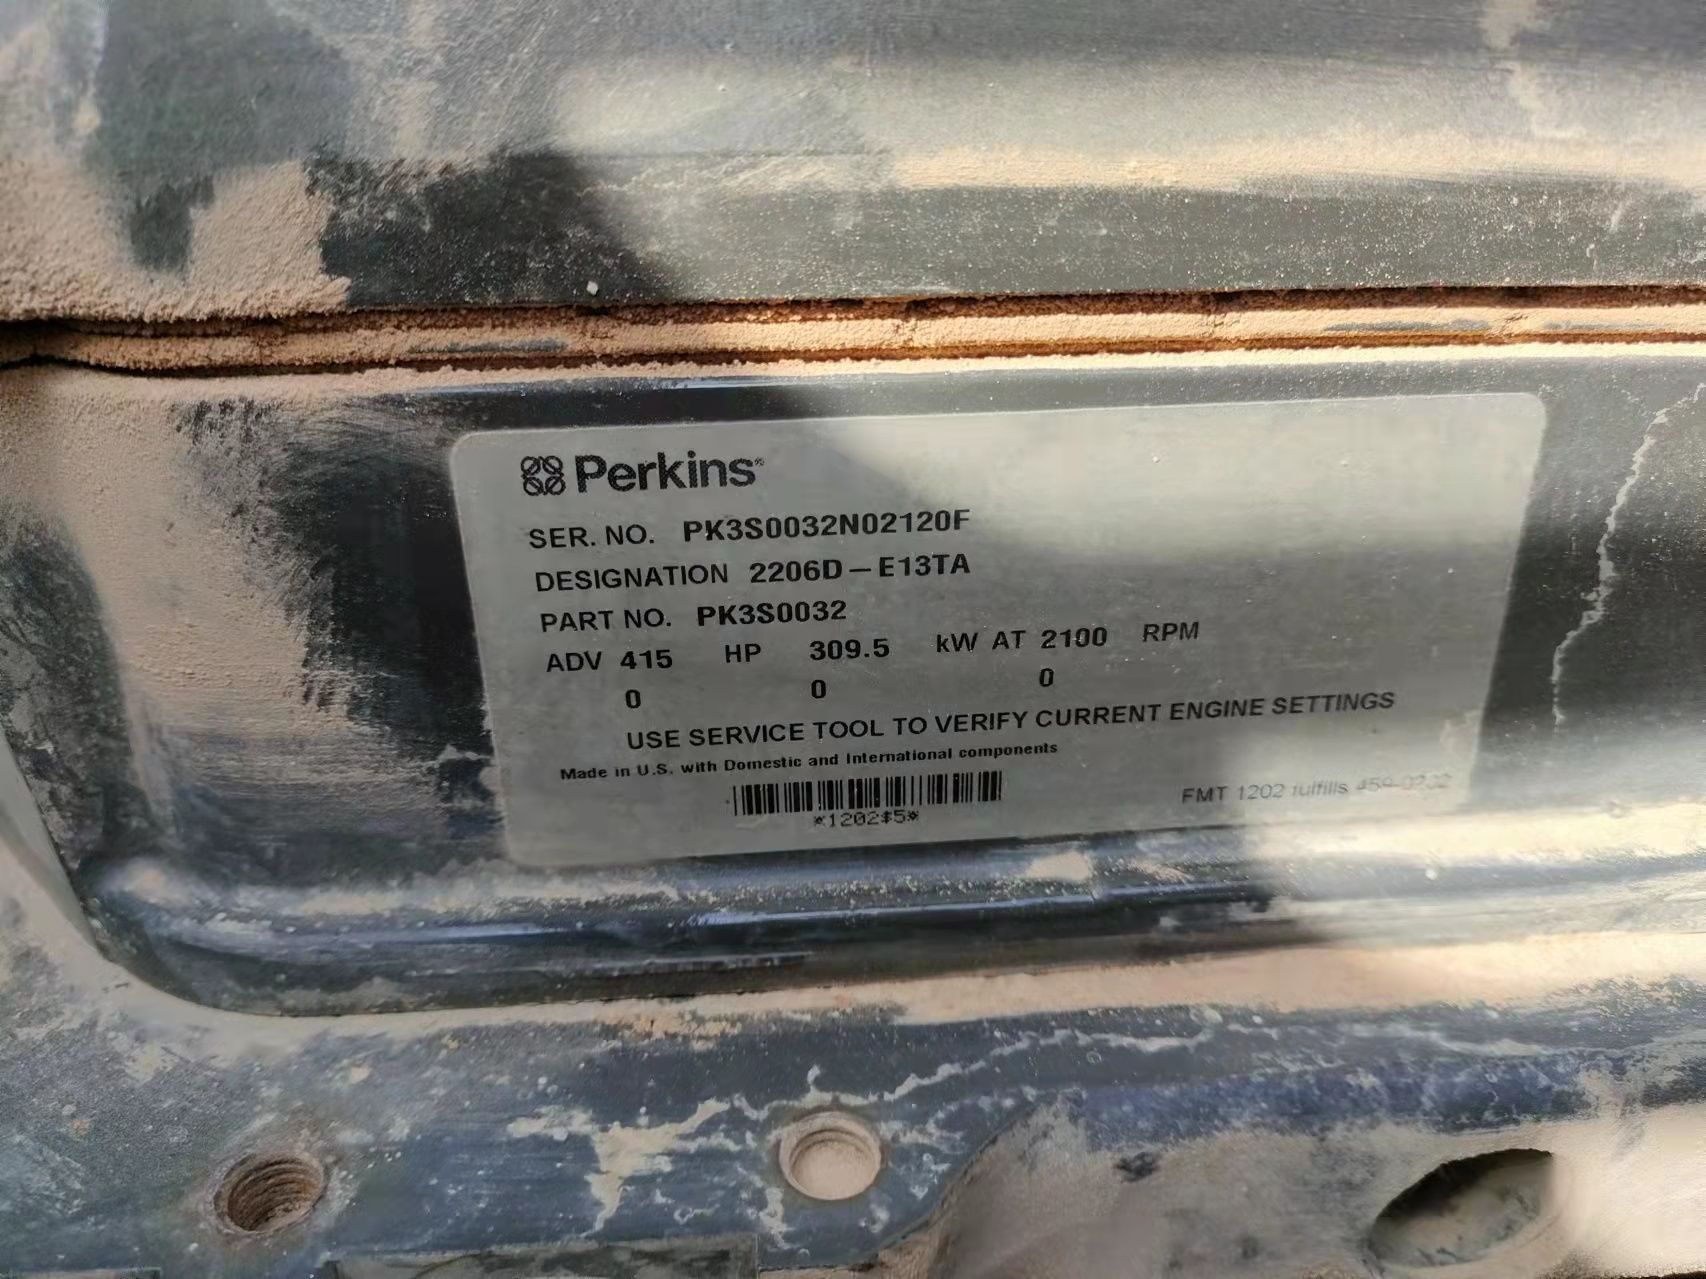 Perkins®
SER. NO. PK3S0032N02120F
DESIGNATION 2206D-E13TA
PART NO. PK3S0032
ADV 415 HP 309.5 kW AT 2100 RPM
0 0 0
USE SERVICE TOOL TO VERIFY CURRENT ENGINE SETTINGS
Made in U.S. with Domestic and International components
*1202$5*
FMT 1202 fulfills